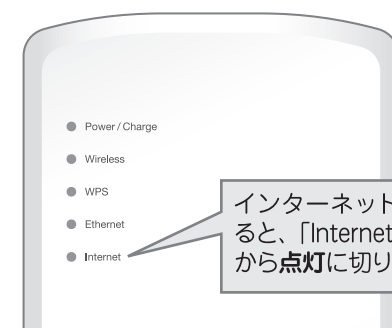 Power / Charge
Wireless
WPS
Ethernet
Internet
インターネット
ると、「Internet
から点灯に切り